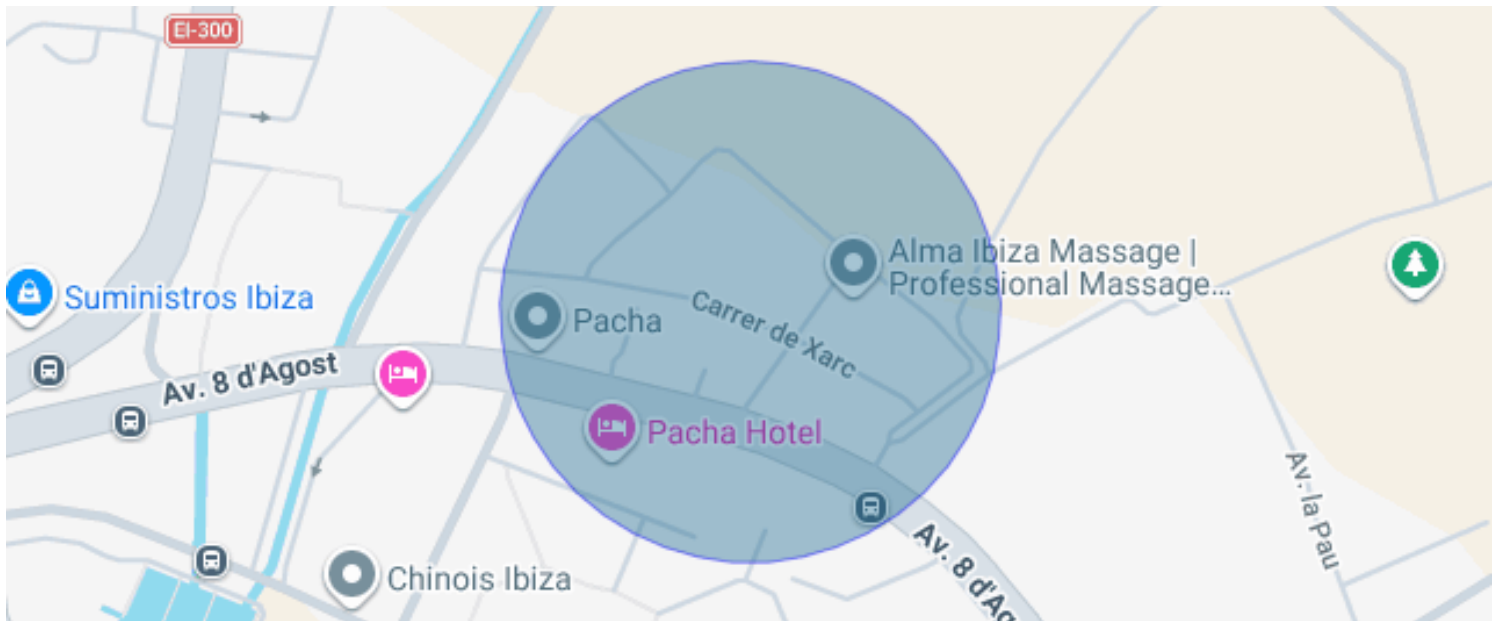 EI-300
Alma Ibiza Massage |
Professional Massage...
Suministros Ibiza
Pacha
Carrer de Xarc
Av. 8 d'Agost
Pacha Hotel
Av. la Pau
Av. 8 d'Ag
Chinois Ibiza